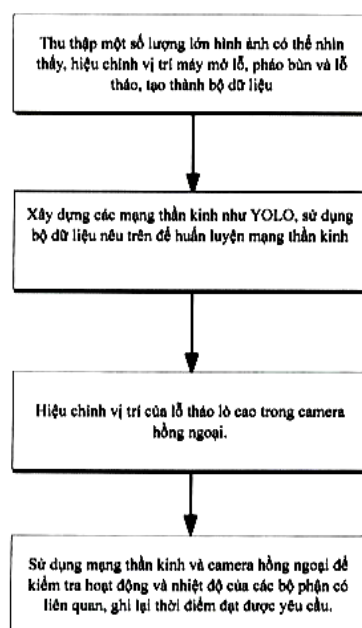 Thu thập một số lượng lớn hình ảnh có thể nhìn
thấy, hiệu chỉnh vị trí máy mở lỗ, pháo bùn và lỗ
tháo, tạo thành bộ dữ liệu
Xây dựng các mạng thần kinh như YOLO, sử dụng
bộ dữ liệu nêu trên để huấn luyện mạng thần kinh
Hiệu chỉnh vị trí của lỗ tháo lò cao trong camera
hồng ngoại.
Sử dụng mạng thần kinh và camera hồng ngoại để
kiểm tra hoạt động và nhiệt độ của các bộ phận có
liên quan, ghi lại thời điểm đạt được yêu cầu.